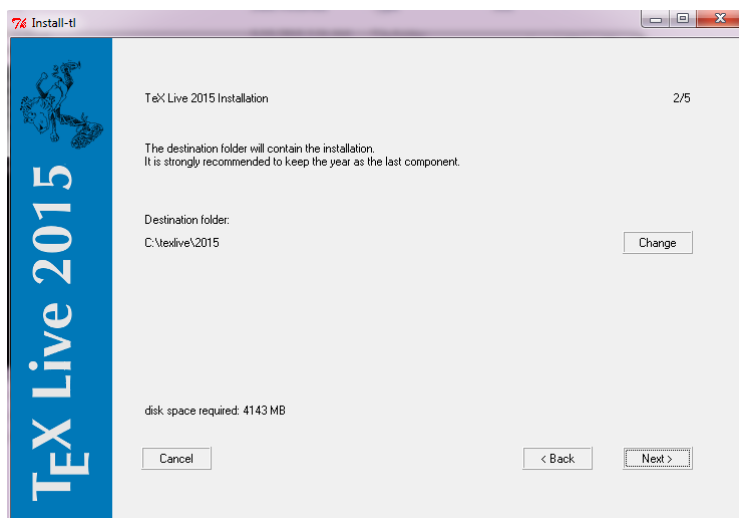 Install-tl
TeX Live 2015
TeX Live 2015 Installation 2/5
The destination folder will contain the installation.
It is strongly recommended to keep the year as the last component.
Destination folder:
C:\texlive\2015 Change
disk space required: 4143 MB
Cancel < Back Next >